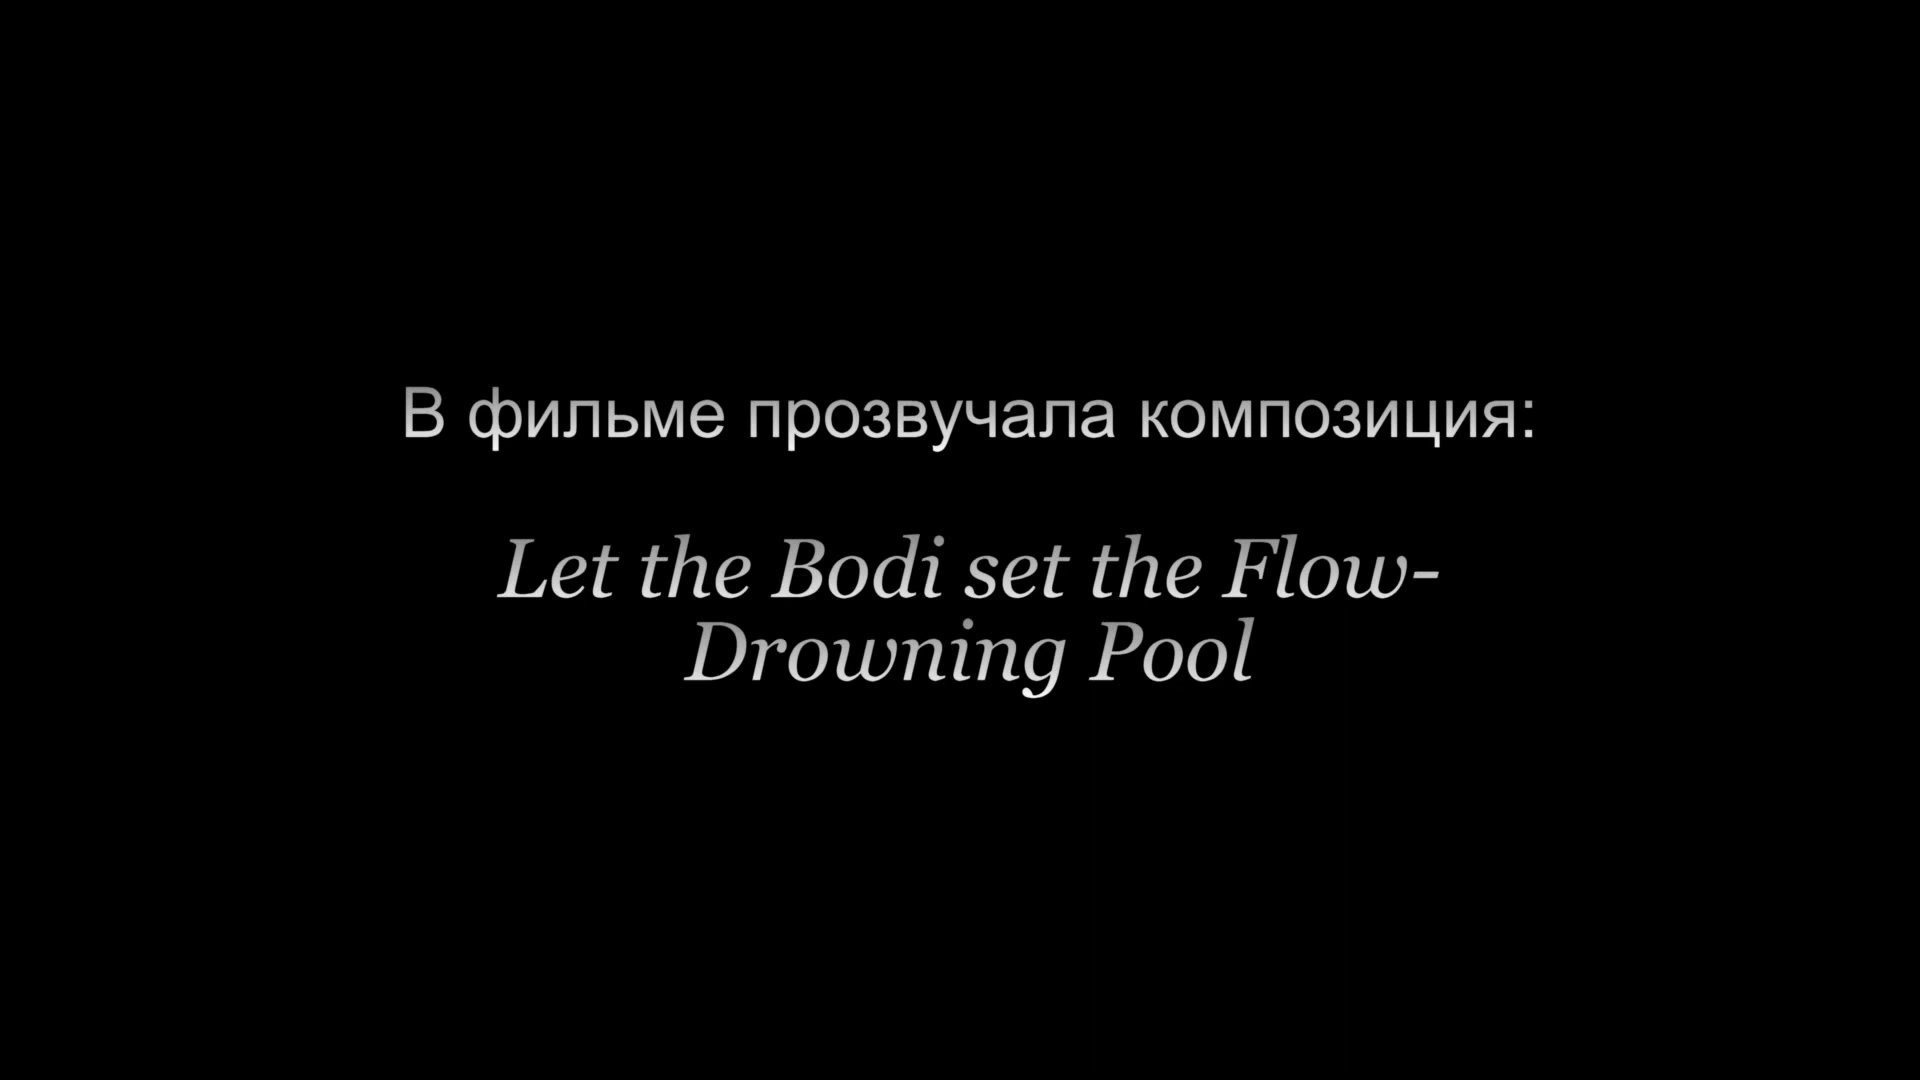 В фильме прозвучала композиция:
Let the Bodi set the Flow-
Drowning Pool